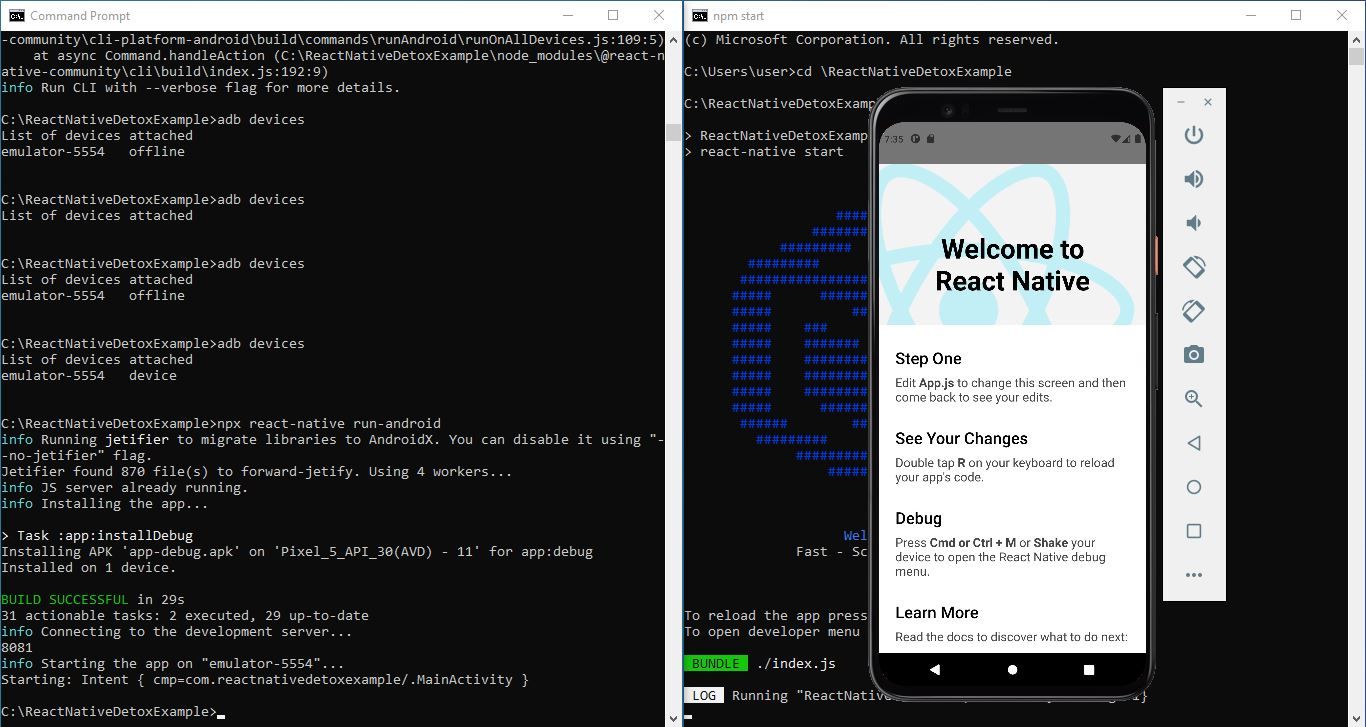 Command Prompt
-community\cli-platform-android\build\commands\runAndroid\runOnAllDevices.js:109:5)
    at async Command.handleAction (C:\ReactNativeDetoxExample\node_modules\@react-n
ative-community\cli\build\index.js:192:9)
info Run CLI with --verbose flag for more details.
C:\ReactNativeDetoxExample>adb devices
List of devices attached
emulator-5554   offline
C:\ReactNativeDetoxExample>adb devices
List of devices attached
C:\ReactNativeDetoxExample>adb devices
List of devices attached
emulator-5554   offline
C:\ReactNativeDetoxExample>adb devices
List of devices attached
emulator-5554   device
C:\ReactNativeDetoxExample>npx react-native run-android
info Running jetifier to migrate libraries to AndroidX. You can disable it using "-
-no-jetifier" flag.
Jetifier found 870 file(s) to forward-jetify. Using 4 workers...
info JS server already running.
info Installing the app...
> Task :app:installDebug
Installing APK 'app-debug.apk' on 'Pixel_5_API_30(AVD) - 11' for app:debug
Installed on 1 device.
BUILD SUCCESSFUL in 29s
31 actionable tasks: 2 executed, 29 up-to-date
info Connecting to the development server...
8081
info Starting the app on "emulator-5554"...
Starting: Intent { cmp=com.reactnativedetoxexample/.MainActivity }
C:\ReactNativeDetoxExample>
npm start
(c) Microsoft Corporation. All rights reserved.
C:\Users\user>cd \ReactNativeDetoxExample
C:\ReactNativeDetoxExamp
> ReactNativeDetoxExamp
> react-native start
####
#######
#########
#########
################
#####      ######
#####          ##
#####    ###
#####    #######
#####    ########
#####    ########
#####    #######
#####      ######
######        ##
#########
#########
#####
Wel
Fast - Sc
To reload the app press
To open developer menu
BUNDLE ./index.js
LOG Running "ReactNativ
1}
7:35
Welcome to
React Native
Step One
Edit App.js to change this screen and then
come back to see your edits.
See Your Changes
Double tap R on your keyboard to reload
your app's code.
Debug
Press Cmd or Ctrl + M or Shake your
device to open the React Native debug
menu.
Learn More
Read the docs to discover what to do next: